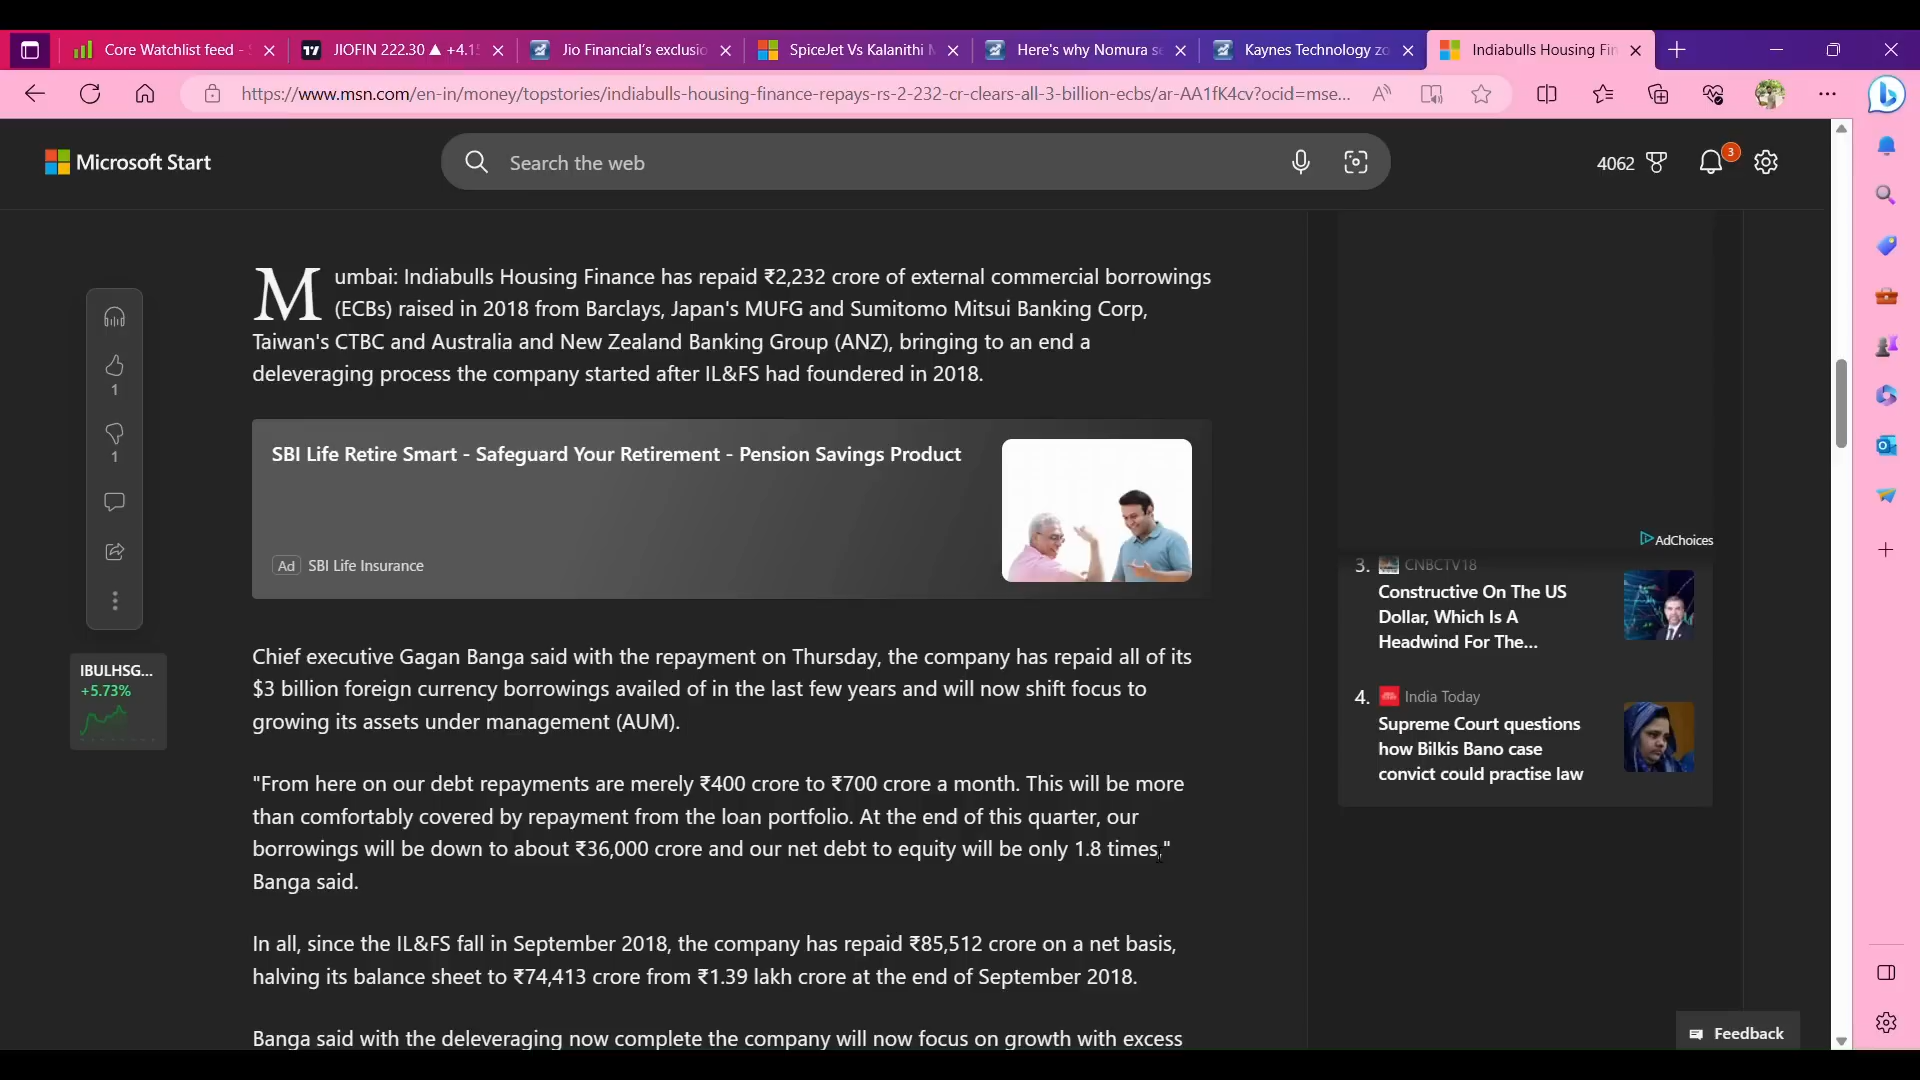 Core Watchlist feed -
JIOFIN 222.30 ▲ +4.1
Jio Financial's exclusio
SpiceJet Vs Kalanithi
Here's why Nomura se
Kaynes Technology zo
Indiabulls Housing Fin
https://www.msn.com/en-in/money/topstories/indiabulls-housing-finance-repays-rs-2-232-cr-clears-all-3-billion-ecbs/ar-AA1fK4cv?ocid=mse...
Microsoft Start
Search the web
4062
3
Mumbai: Indiabulls Housing Finance has repaid ₹2,232 crore of external commercial borrowings
(ECBs) raised in 2018 from Barclays, Japan's MUFG and Sumitomo Mitsui Banking Corp,
Taiwan's CTBC and Australia and New Zealand Banking Group (ANZ), bringing to an end a
deleveraging process the company started after IL&FS had foundered in 2018.
1
1
SBI Life Retire Smart - Safeguard Your Retirement - Pension Savings Product
Ad SBI Life Insurance
IBULHSG...
+5.73%
Chief executive Gagan Banga said with the repayment on Thursday, the company has repaid all of its
$3 billion foreign currency borrowings availed of in the last few years and will now shift focus to
growing its assets under management (AUM).
"From here on our debt repayments are merely ₹400 crore to ₹700 crore a month. This will be more
than comfortably covered by repayment from the loan portfolio. At the end of this quarter, our
borrowings will be down to about ₹36,000 crore and our net debt to equity will be only 1.8 times,"
Banga said.
In all, since the IL&FS fall in September 2018, the company has repaid ₹85,512 crore on a net basis,
halving its balance sheet to ₹74,413 crore from ₹1.39 lakh crore at the end of September 2018.
Banga said with the deleveraging now complete the company will now focus on growth with excess
AdChoices
3. CNBCTV18
Constructive On The US
Dollar, Which Is A
Headwind For The...
4. India Today
Supreme Court questions
how Bilkis Bano case
convict could practise law
Feedback